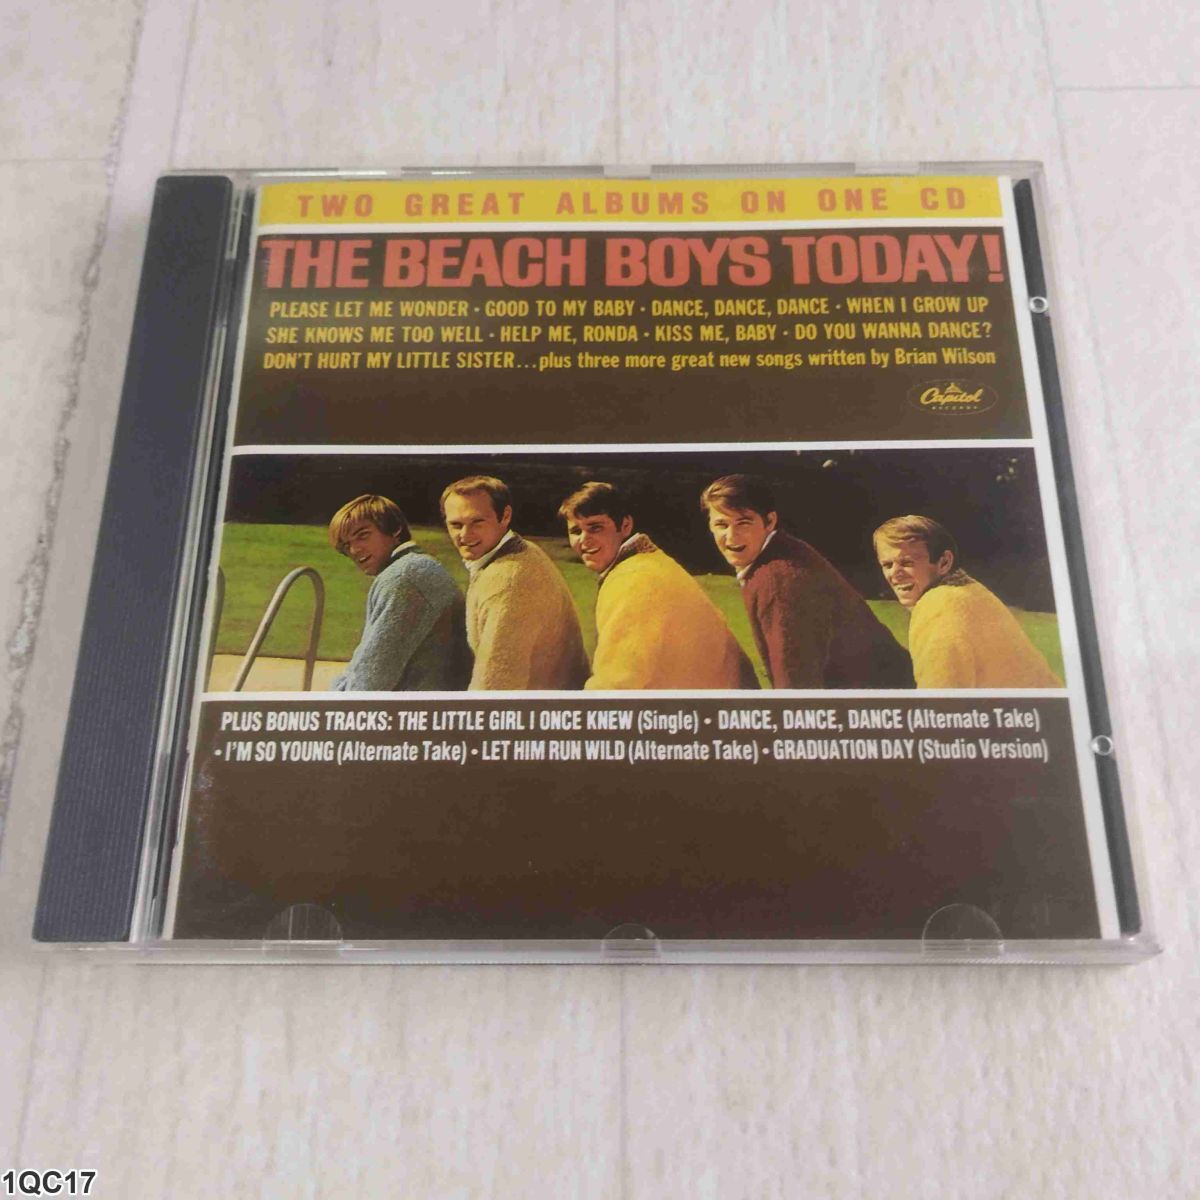 TWO GREAT ALBUMS ON ONE CD
THE BEACH BOYS TODAY!
PLEASE LET ME WONDER • GOOD TO MY BABY • DANCE, DANCE, DANCE • WHEN I GROW UP
SHE KNOWS ME TOO WELL • HELP ME, RONDA • KISS ME, BABY • DO YOU WANNA DANCE?
DON'T HURT MY LITTLE SISTER...plus three more great new songs written by Brian Wilson
Capitol
RECORDS
PLUS BONUS TRACKS: THE LITTLE GIRL I ONCE KNEW (Single) • DANCE, DANCE, DANCE (Alternate Take)
• I'M SO YOUNG (Alternate Take) • LET HIM RUN WILD (Alternate Take) • GRADUATION DAY (Studio Version)
1QC17